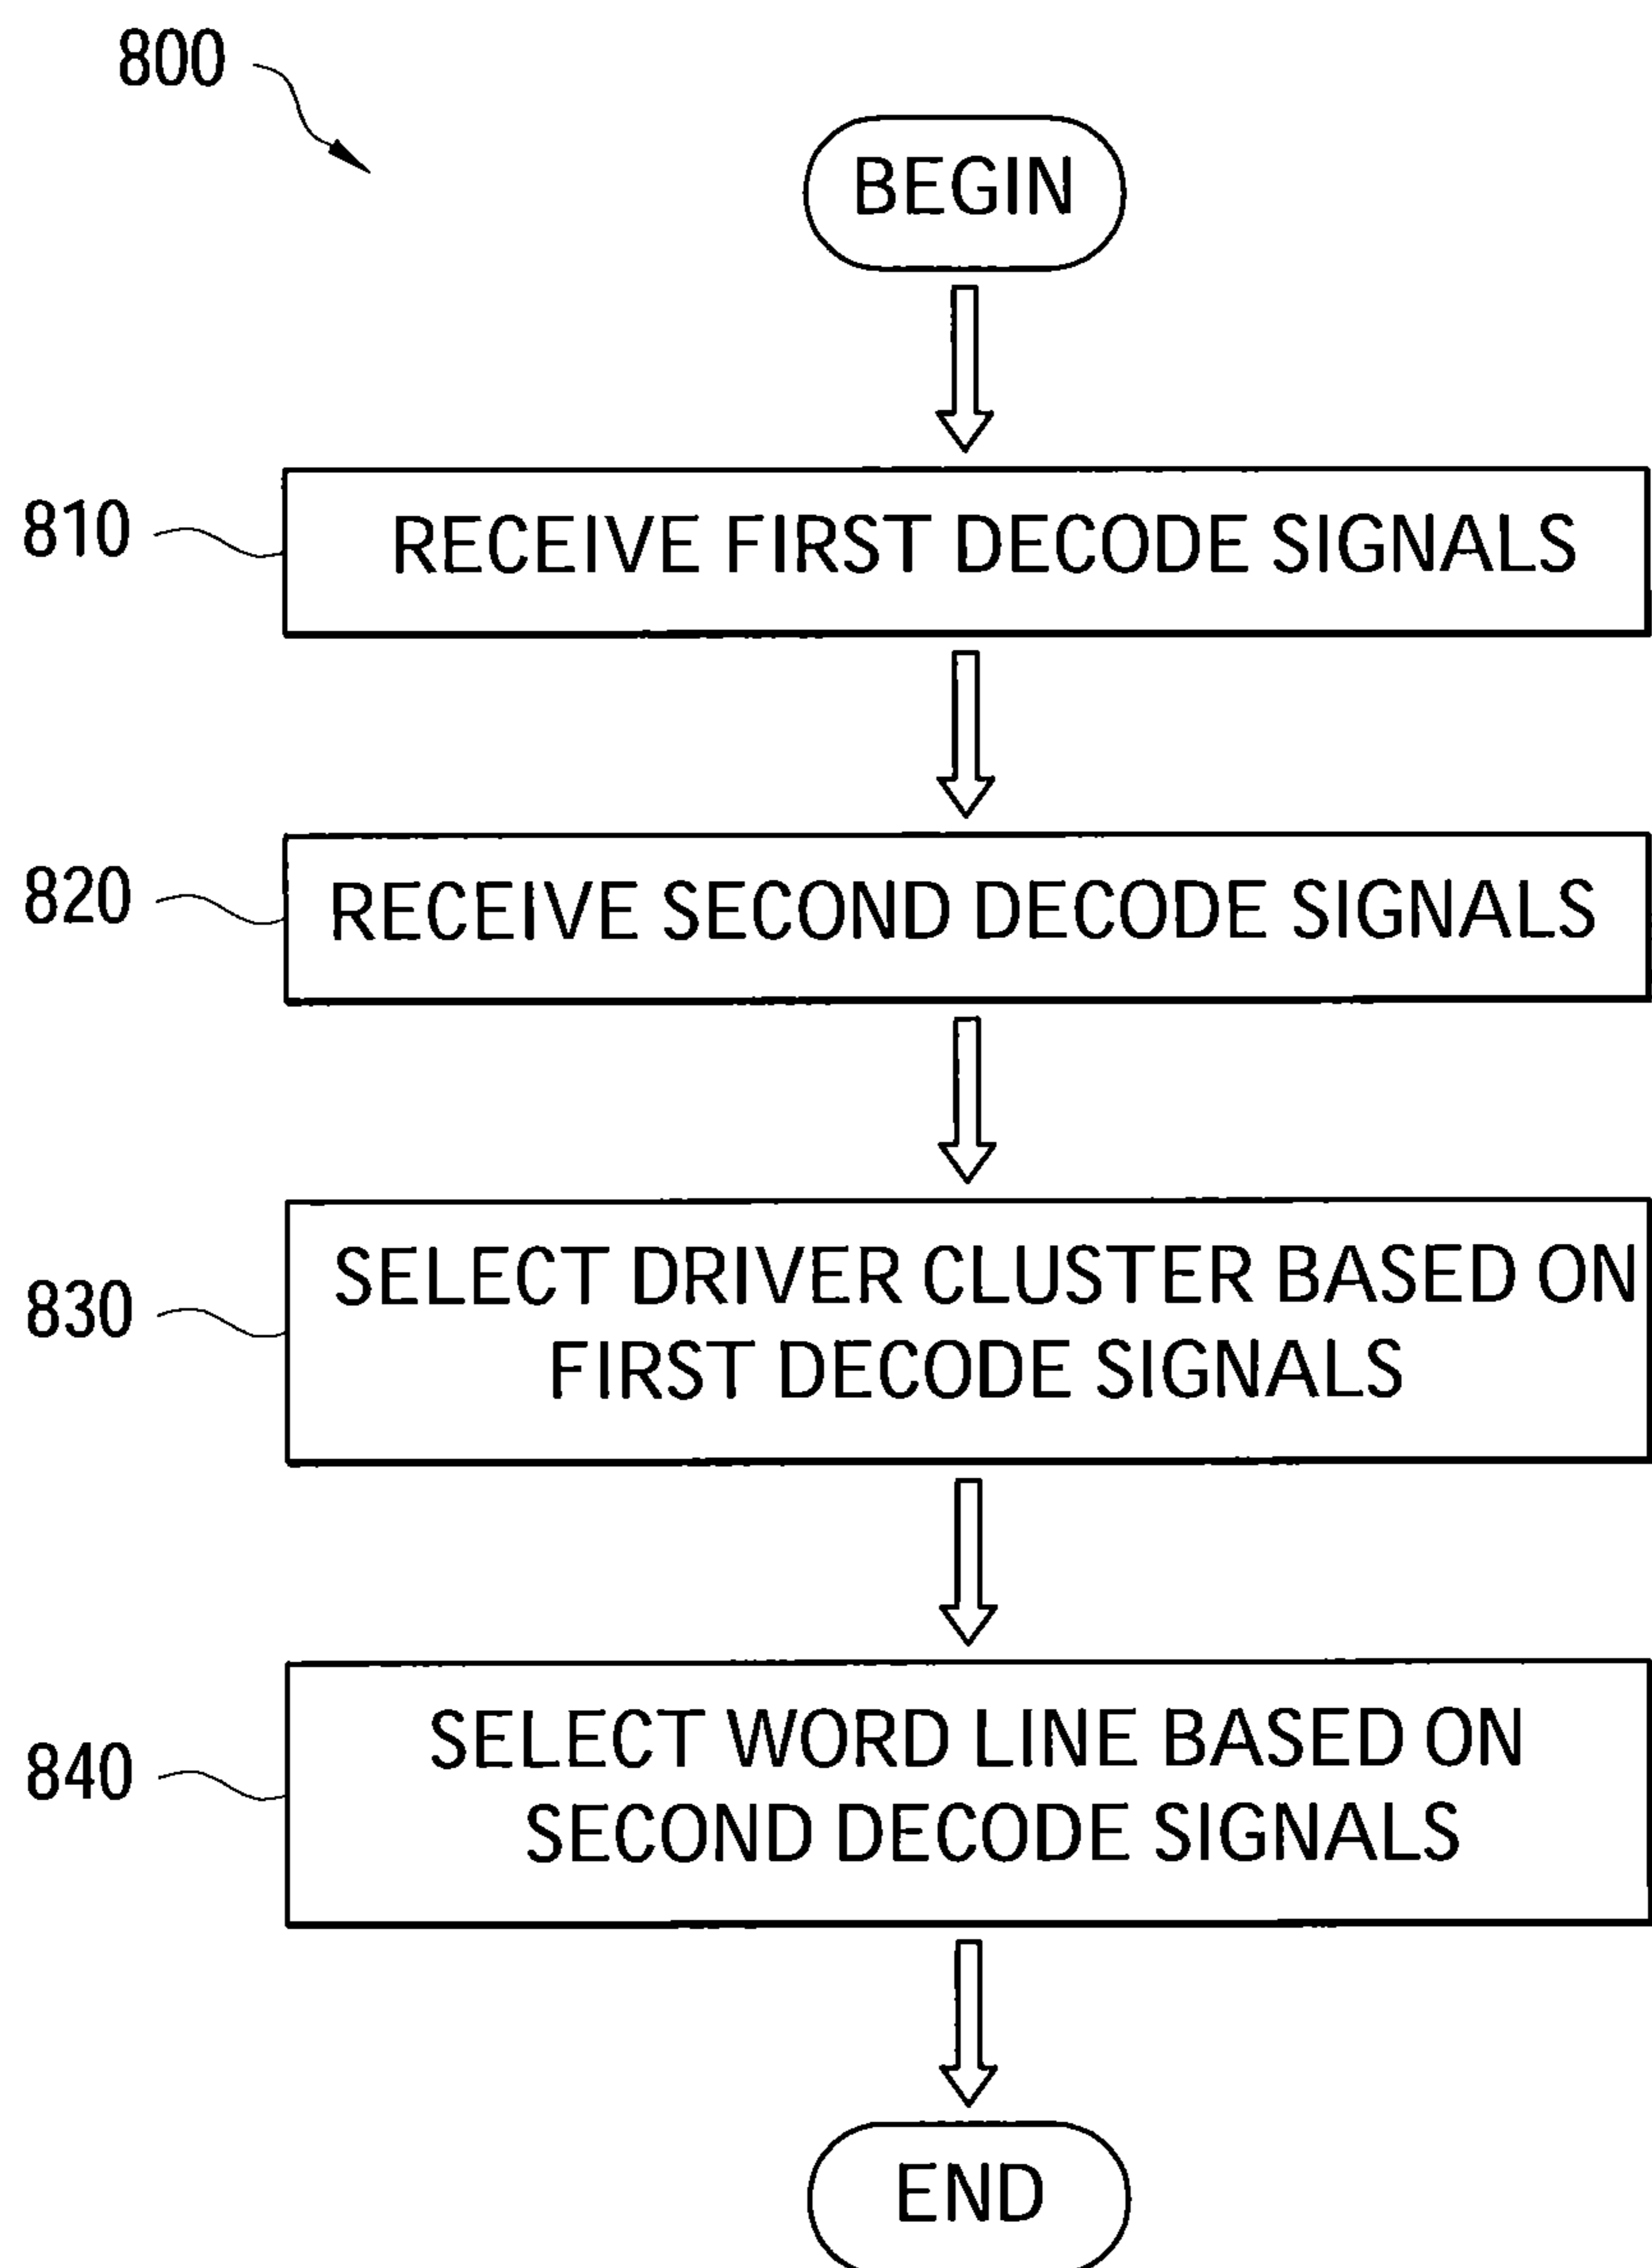 800
BEGIN
810
RECEIVE FIRST DECODE SIGNALS
820
RECEIVE SECOND DECODE SIGNALS
830
SELECT DRIVER CLUSTER BASED ON
FIRST DECODE SIGNALS
840
SELECT WORD LINE BASED ON
SECOND DECODE SIGNALS
END